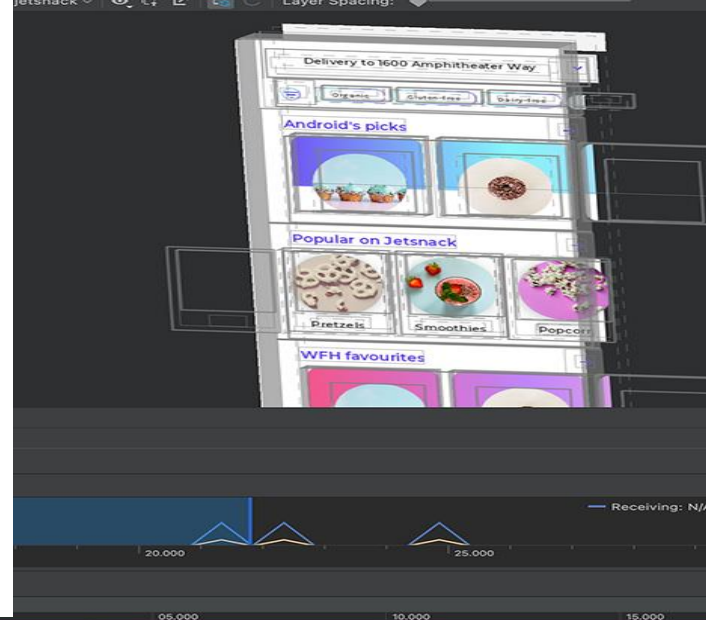 jetsnack
Layer Spacing:
Delivery to 1600 Amphitheater Way
Organic Gluten-free Dairy-free
Android's picks
Popular on Jetsnack
Pretzels Smoothies Popcorn
WFH favourites
Receiving: N/A
20.000 25.000
05.000 10.000 15.000